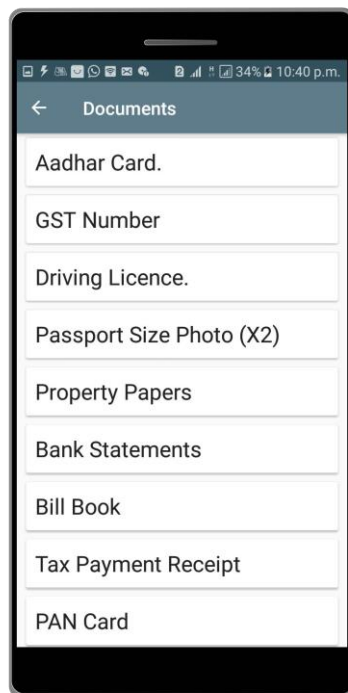 34% 10:40 p.m.
Documents
Aadhar Card.
GST Number
Driving Licence.
Passport Size Photo (X2)
Property Papers
Bank Statements
Bill Book
Tax Payment Receipt
PAN Card